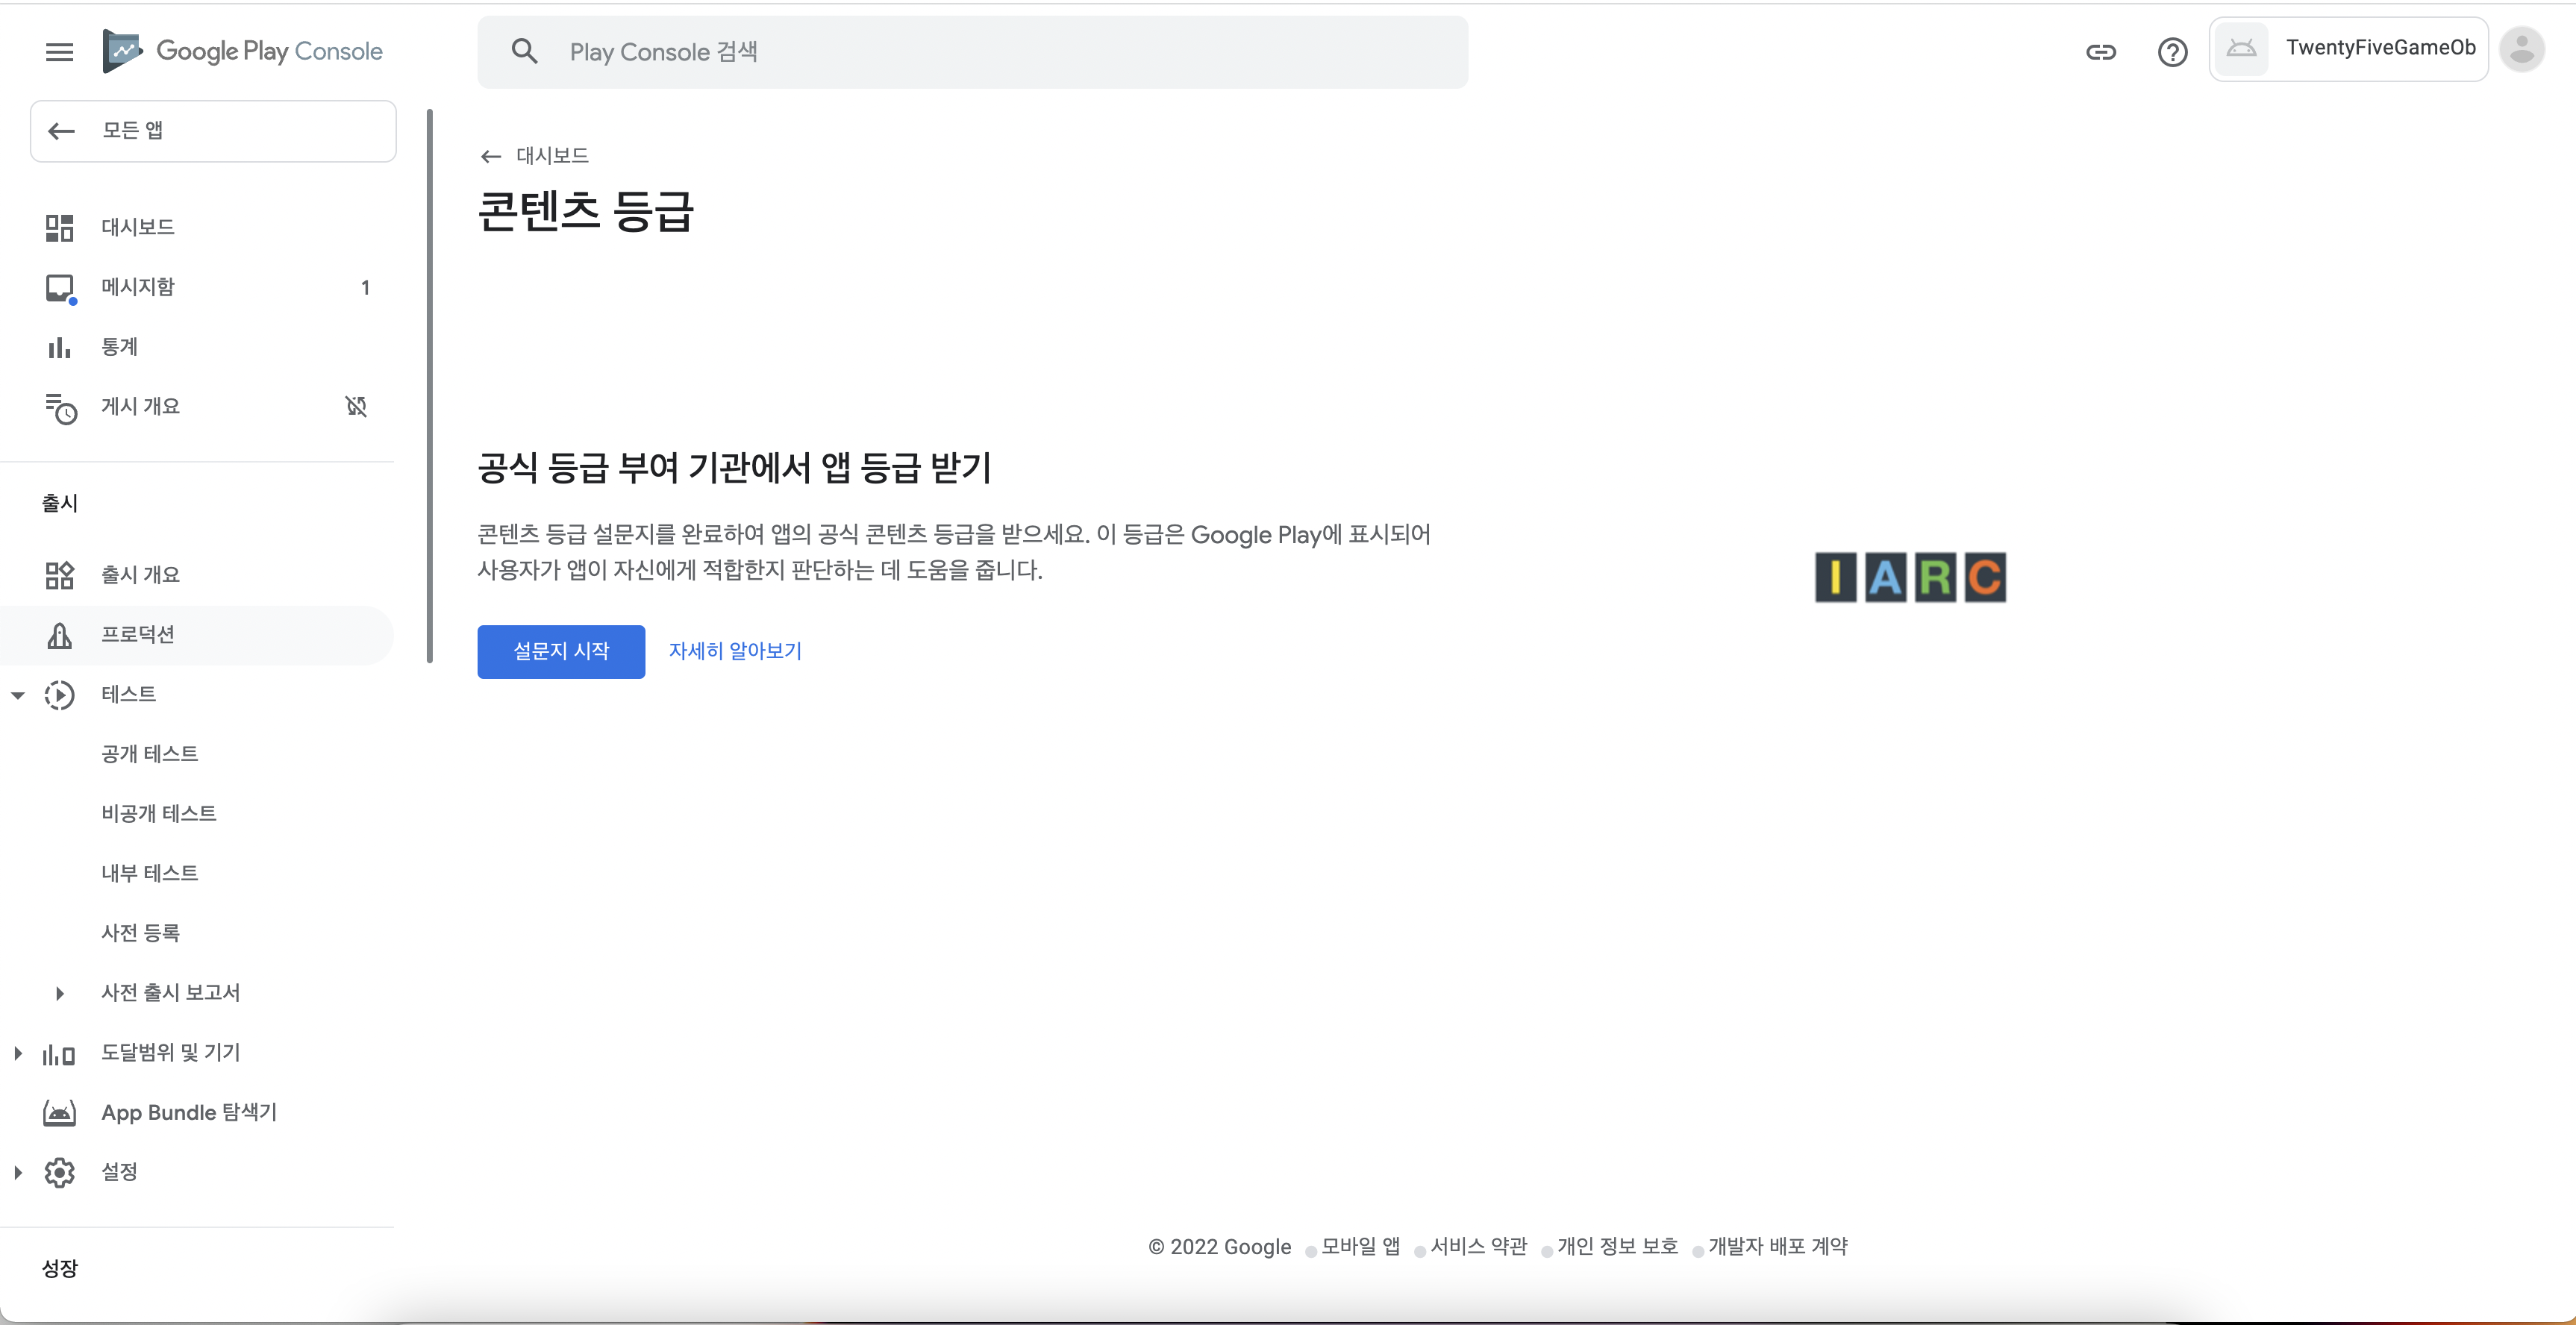 Google Play Console
Play Console 검색
TwentyFiveGameOb
모든 앱
대시보드
메시지함 1
통계
게시 개요
출시
출시 개요
프로덕션
테스트
공개 테스트
비공개 테스트
내부 테스트
사전 등록
사전 출시 보고서
도달범위 및 기기
App Bundle 탐색기
설정
성장
대시보드
콘텐츠 등급
공식 등급 부여 기관에서 앱 등급 받기
콘텐츠 등급 설문지를 완료하여 앱의 공식 콘텐츠 등급을 받으세요. 이 등급은 Google Play에 표시되어
사용자가 앱이 자신에게 적합한지 판단하는 데 도움을 줍니다.
설문지 시작 자세히 알아보기
IARC
© 2022 Google 모바일 앱 서비스 약관 개인 정보 보호 개발자 배포 계약